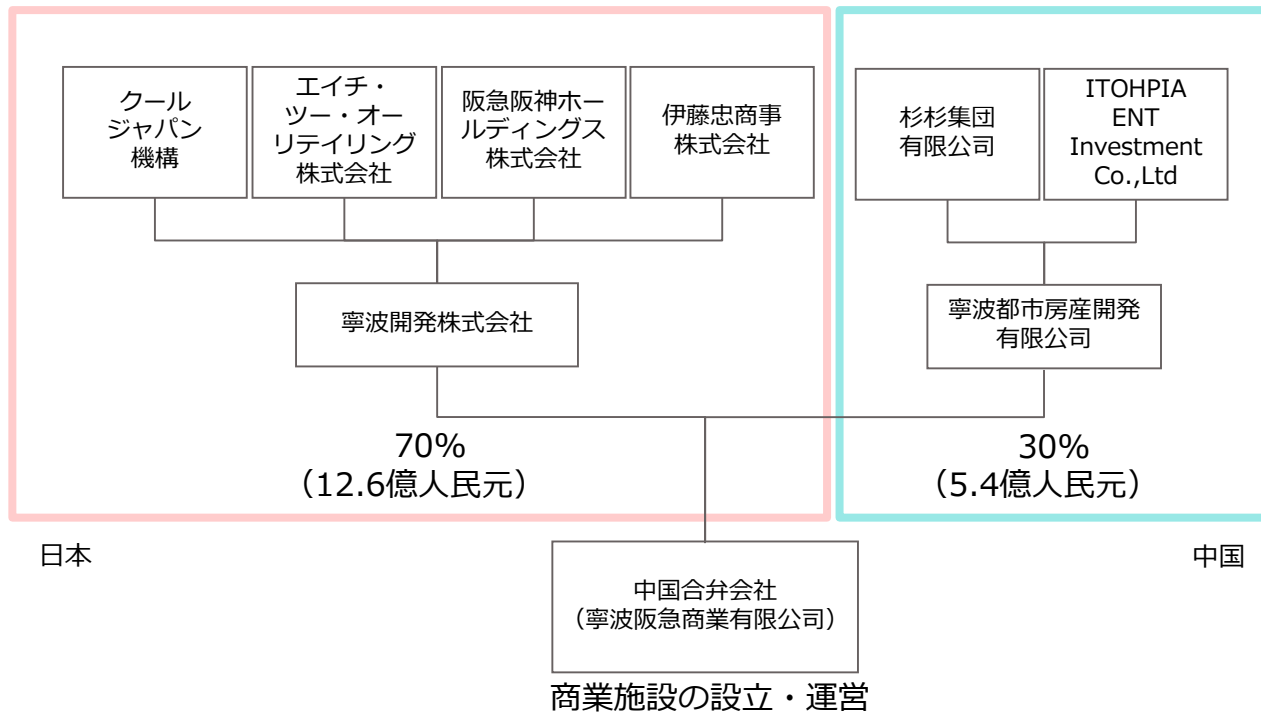 クール
ジャパン
機構
エイチ・
ツー・オー
リテイリング
株式会社
阪急阪神ホー
ルディングス
株式会社
伊藤忠商事
株式会社
杉杉集団
有限公司
ITOHPIA
ENT
Investment
Co.,Ltd
寧波開発株式会社
寧波都市房産開発
有限公司
70%
（12.6億人民元）
30%
（5.4億人民元）
日本
中国
中国合弁会社
（寧波阪急商業有限公司）
商業施設の設立・運営